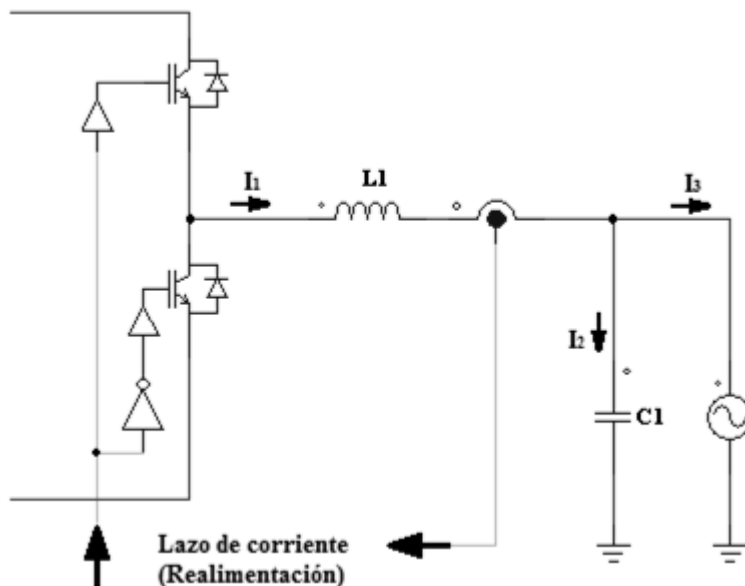 I1
L1
I3
I2
C1
Lazo de corriente
(Realimentación)